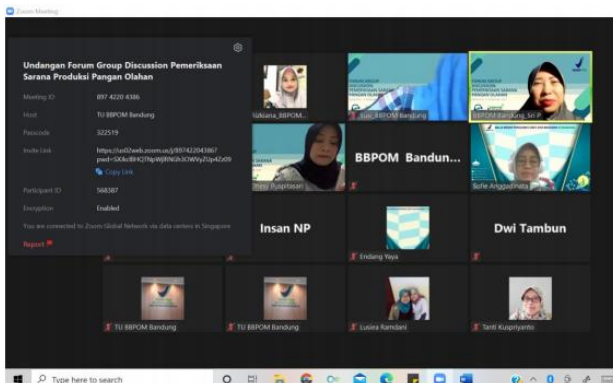 Zoom Meeting
Undangan Forum Group Discussion Pemeriksaan
Sarana Produksi Pangan Olahan
Meeting ID 897 4220 4386
Host TU BBPOM Bandung
Passcode 322519
Invite Link
Copy Link
Participant ID 568387
Encryption Enabled
You are connected to Zoom Global Network via data centers in Singapore
Report
BBPOM Bandung_Sri P
Puspitasari
BBPOM Bandun...
Sofie Anggadinata
Insan NP
Endang Yaya
Dwi Tambun
TU BBPOM Bandung
TU BBPOM Bandung
Lusiera Ramdani
Tanti Kuspriyanto
Type here to search